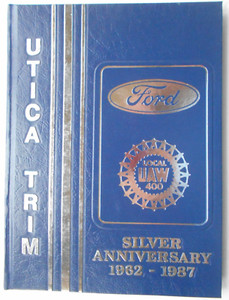 UTICA TRIM
Ford
LOCAL
UAW
400
SILVER
ANNIVERSARY
1962 - 1987